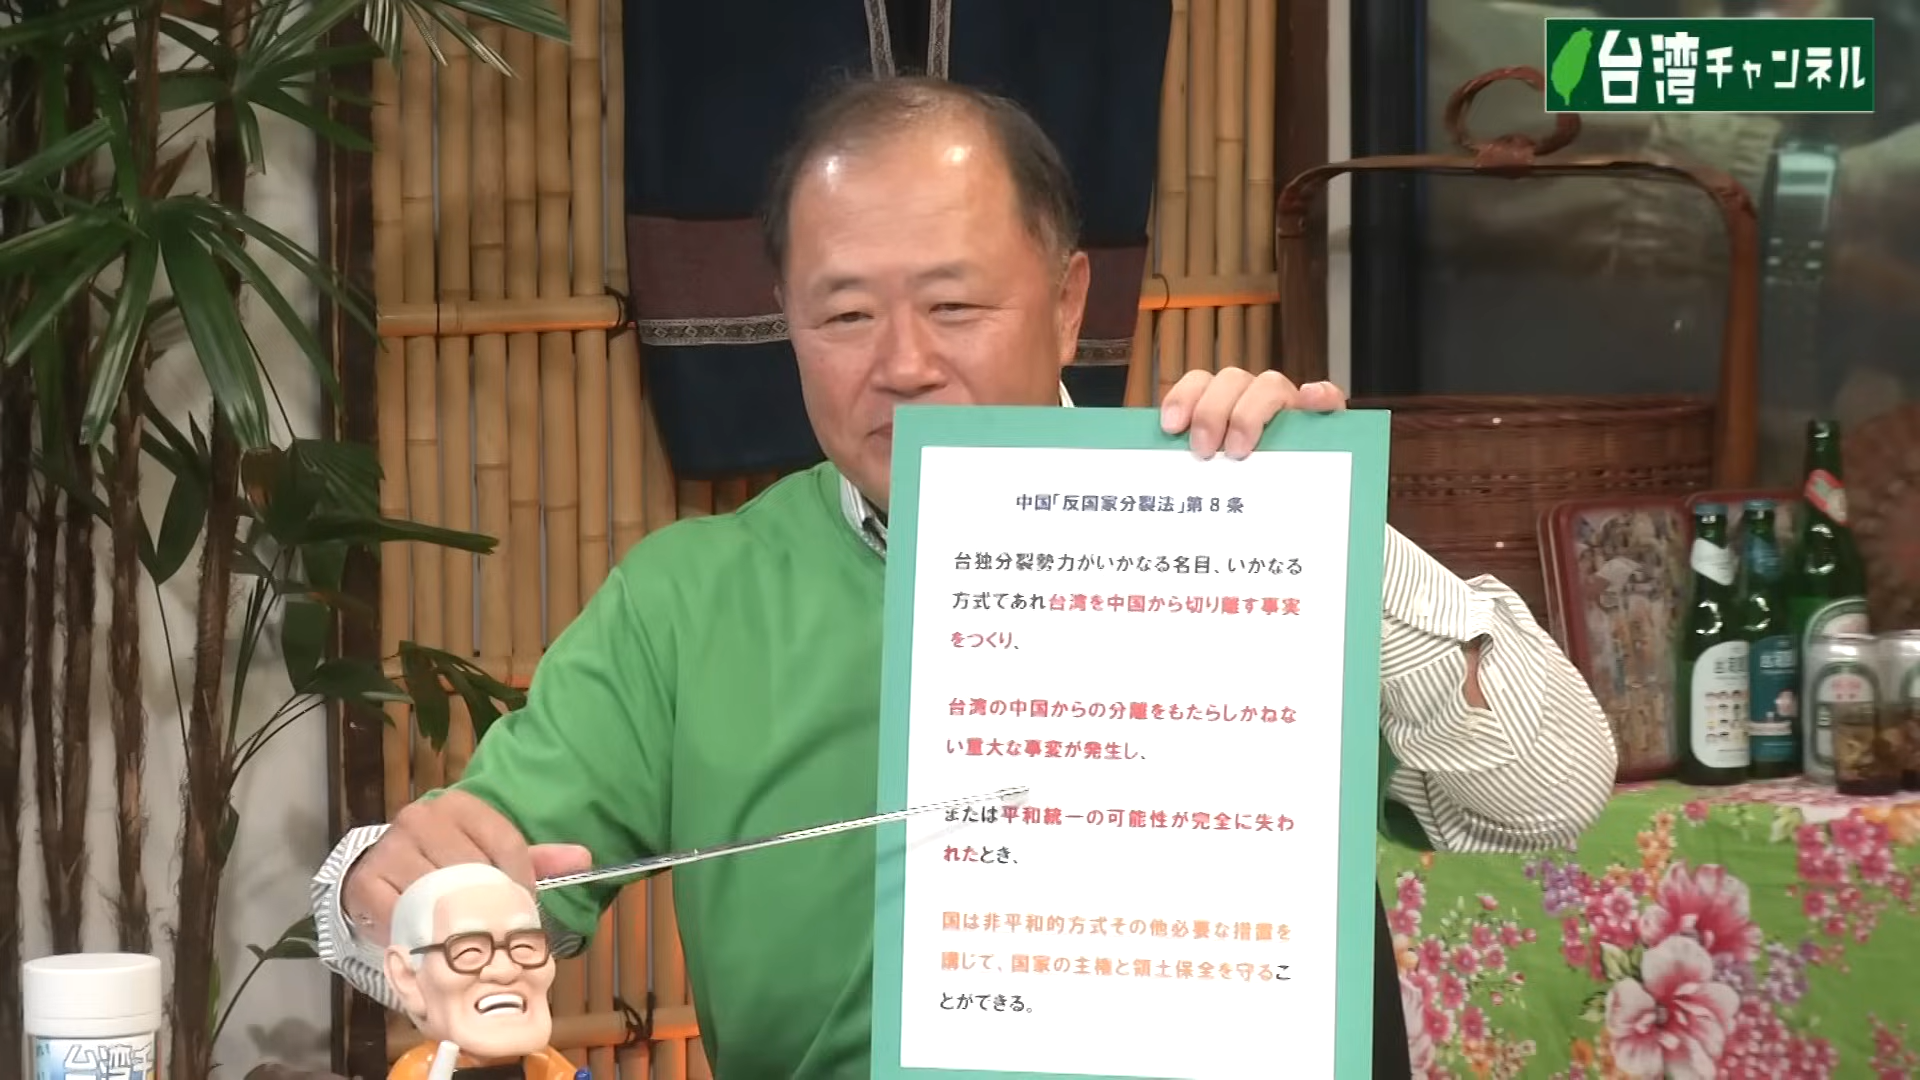 台湾チャンネル
中国「反国家分裂法」第8条
台独分裂勢力がいかなる名目、いかなる
方式であれ台湾を中国から切り離す事実
をつくり、
台湾の中国からの分離をもたらしかねな
い重大な事変が発生し、
または平和統一の可能性が完全に失わ
れたとき、
国は非平和的方式その他必要な措置を
講じて、国家の主権と領土保全を守るこ
とができる。
台湾チ